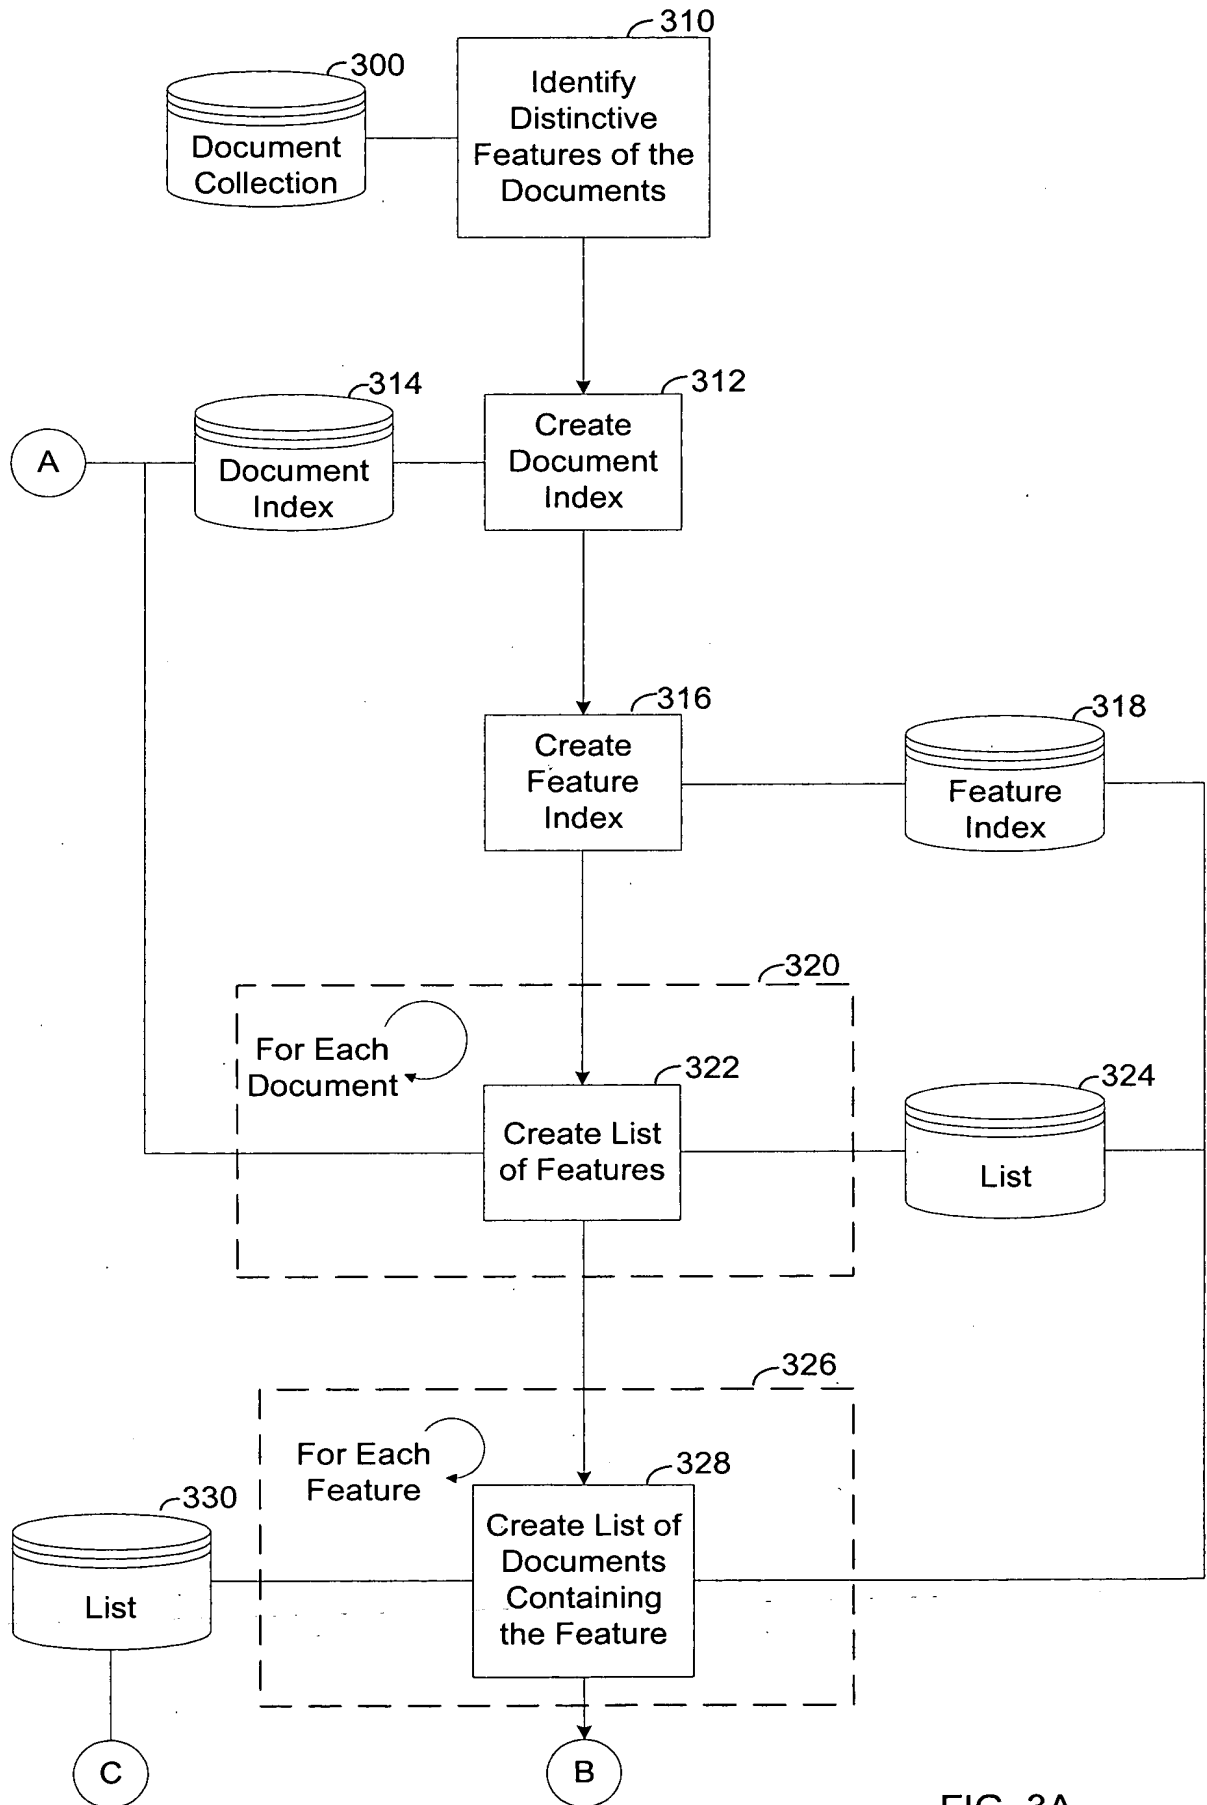 310
300
Identify
Distinctive
Features of the
Documents
Document
Collection
314
312
A
Create
Document
Index
Document
Index
316
318
Create
Feature
Index
Feature
Index
320
For Each
Document
322
324
Create List
of Features
List
326
For Each
Feature
328
330
Create List of
Documents
Containing
the Feature
List
C
B
FIG. 3A